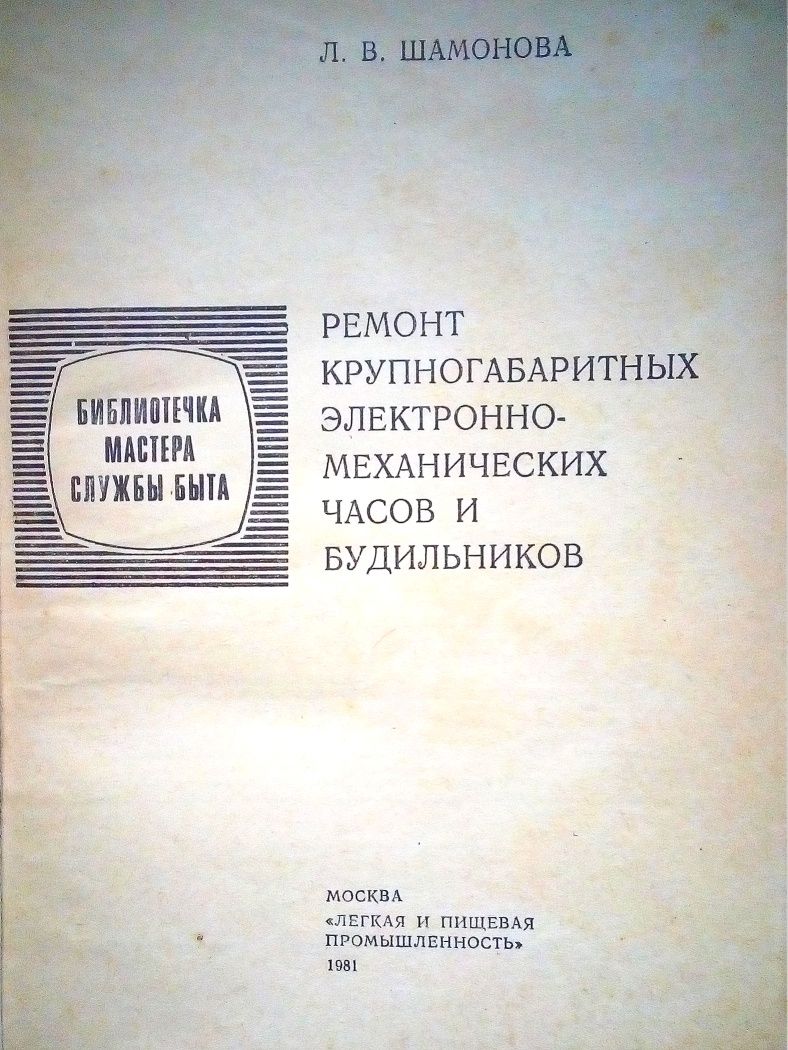 Л. В. ШАМОНОВА
БИБЛИОТЕЧКА
МАСТЕРА
СЛУЖБЫ БЫТА
РЕМОНТ
КРУПНОГАБАРИТНЫХ
ЭЛЕКТРОННО-
МЕХАНИЧЕСКИХ
ЧАСОВ И
БУДИЛЬНИКОВ
МОСКВА
«ЛЕГКАЯ И ПИЩЕВАЯ
ПРОМЫШЛЕННОСТЬ»
1981